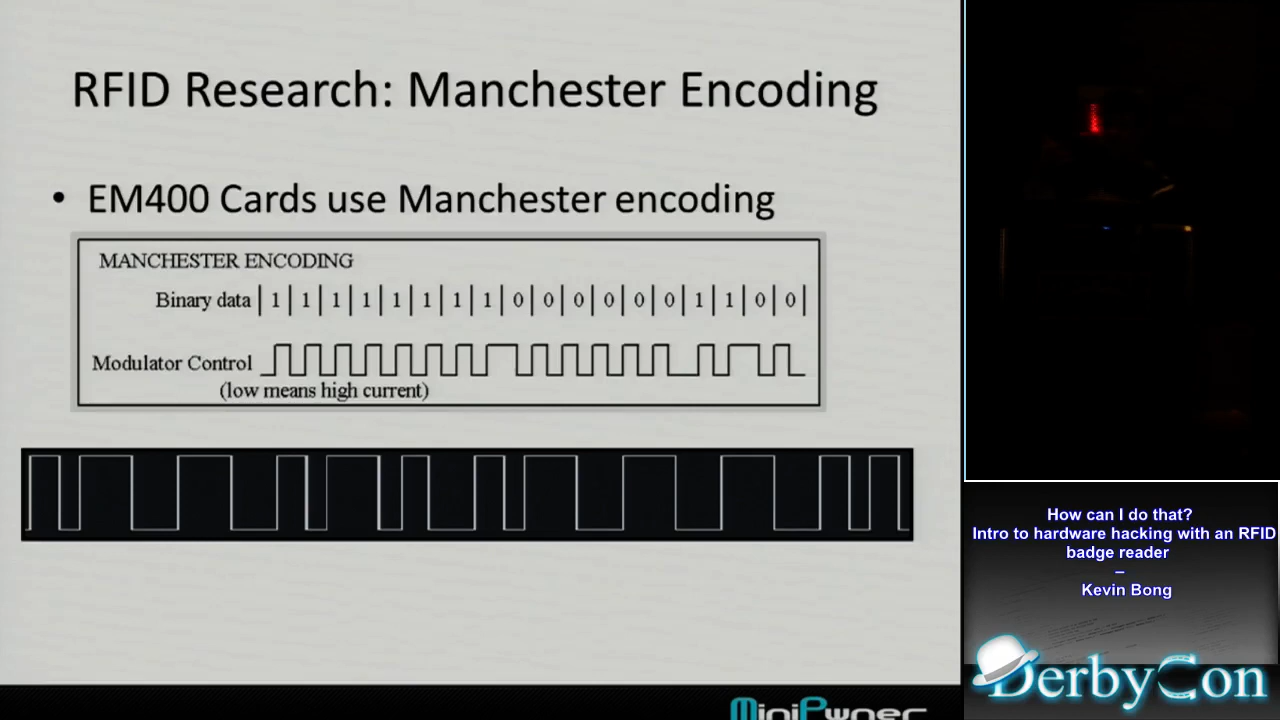 RFID Research: Manchester Encoding
• EM400 Cards use Manchester encoding
MANCHESTER ENCODING
Binary data | 1 | 1 | 1 | 1 | 1 | 1 | 1 | 1 | 0 | 0 | 0 | 0 | 0 | 0 | 1 | 1 | 0 | 0 |
Modulator Control
(low means high current)
MiniPwner
How can I do that?
Intro to hardware hacking with an RFID
badge reader
–
Kevin Bong
DerbyCon